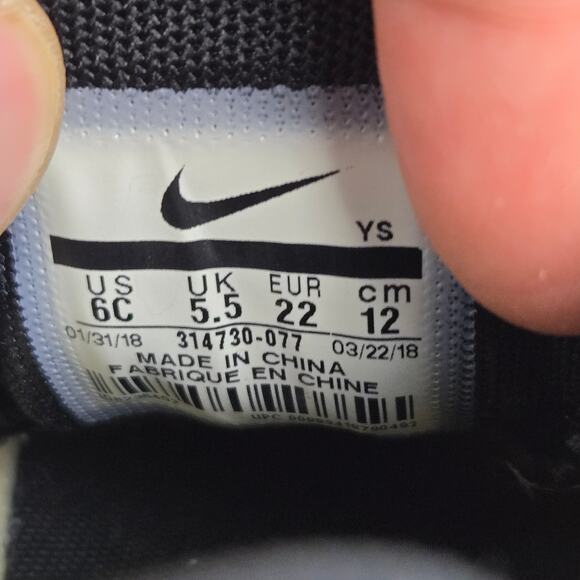 YS
US UK EUR cm
6C 5.5 22 12
01/31/18 314730-077 03/22/18
MADE IN CHINA
FABRIQUE EN CHINE
UPC